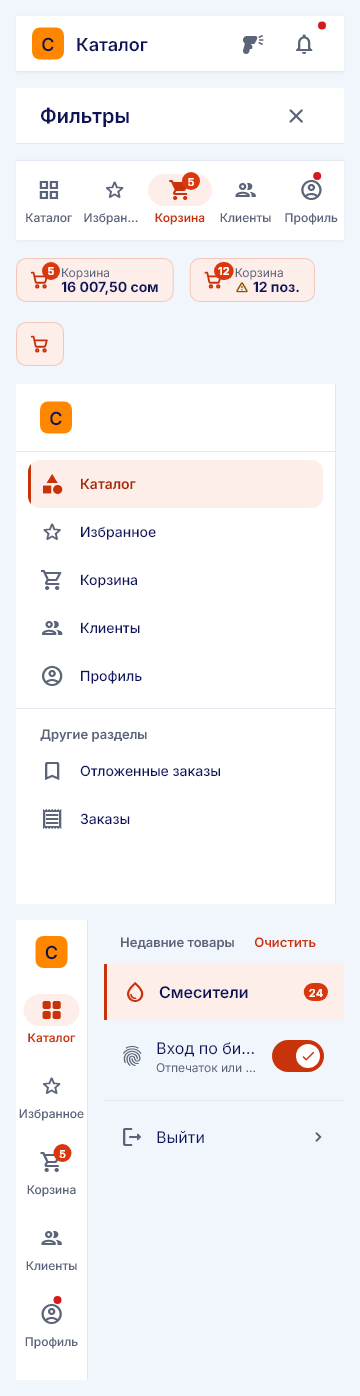 C Каталог
Фильтры
5
Каталог Избран... Корзина Клиенты Профиль
5 Корзина
16 007,50 сом
12 Корзина
12 поз.
C
Каталог
Избранное
Корзина
Клиенты
Профиль
Другие разделы
Отложенные заказы
Заказы
C
Каталог
Избранное
5
Корзина
Клиенты
Профиль
Недавние товары Очистить
Смесители 24
Вход по би...
Отпечаток или ...
Выйти